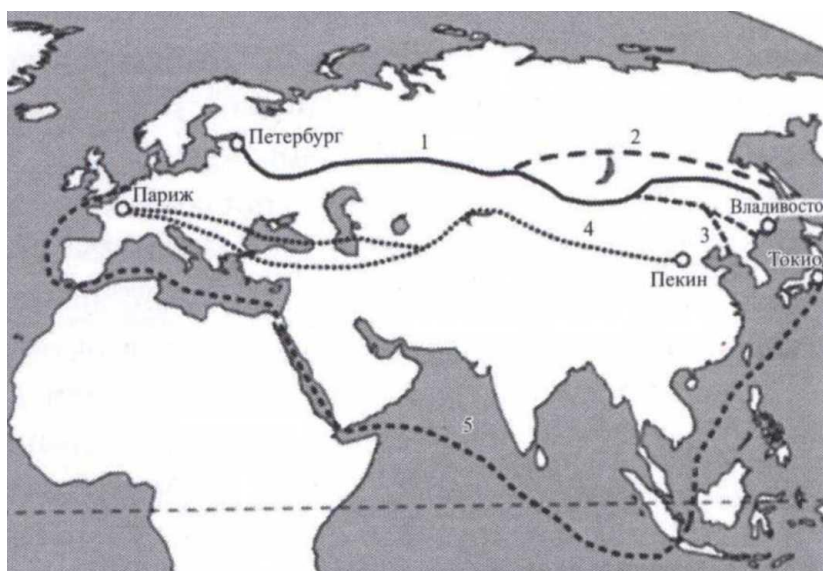 Петербург
1
2
Париж
Владивосто
4
3
Токио
Пекин
5